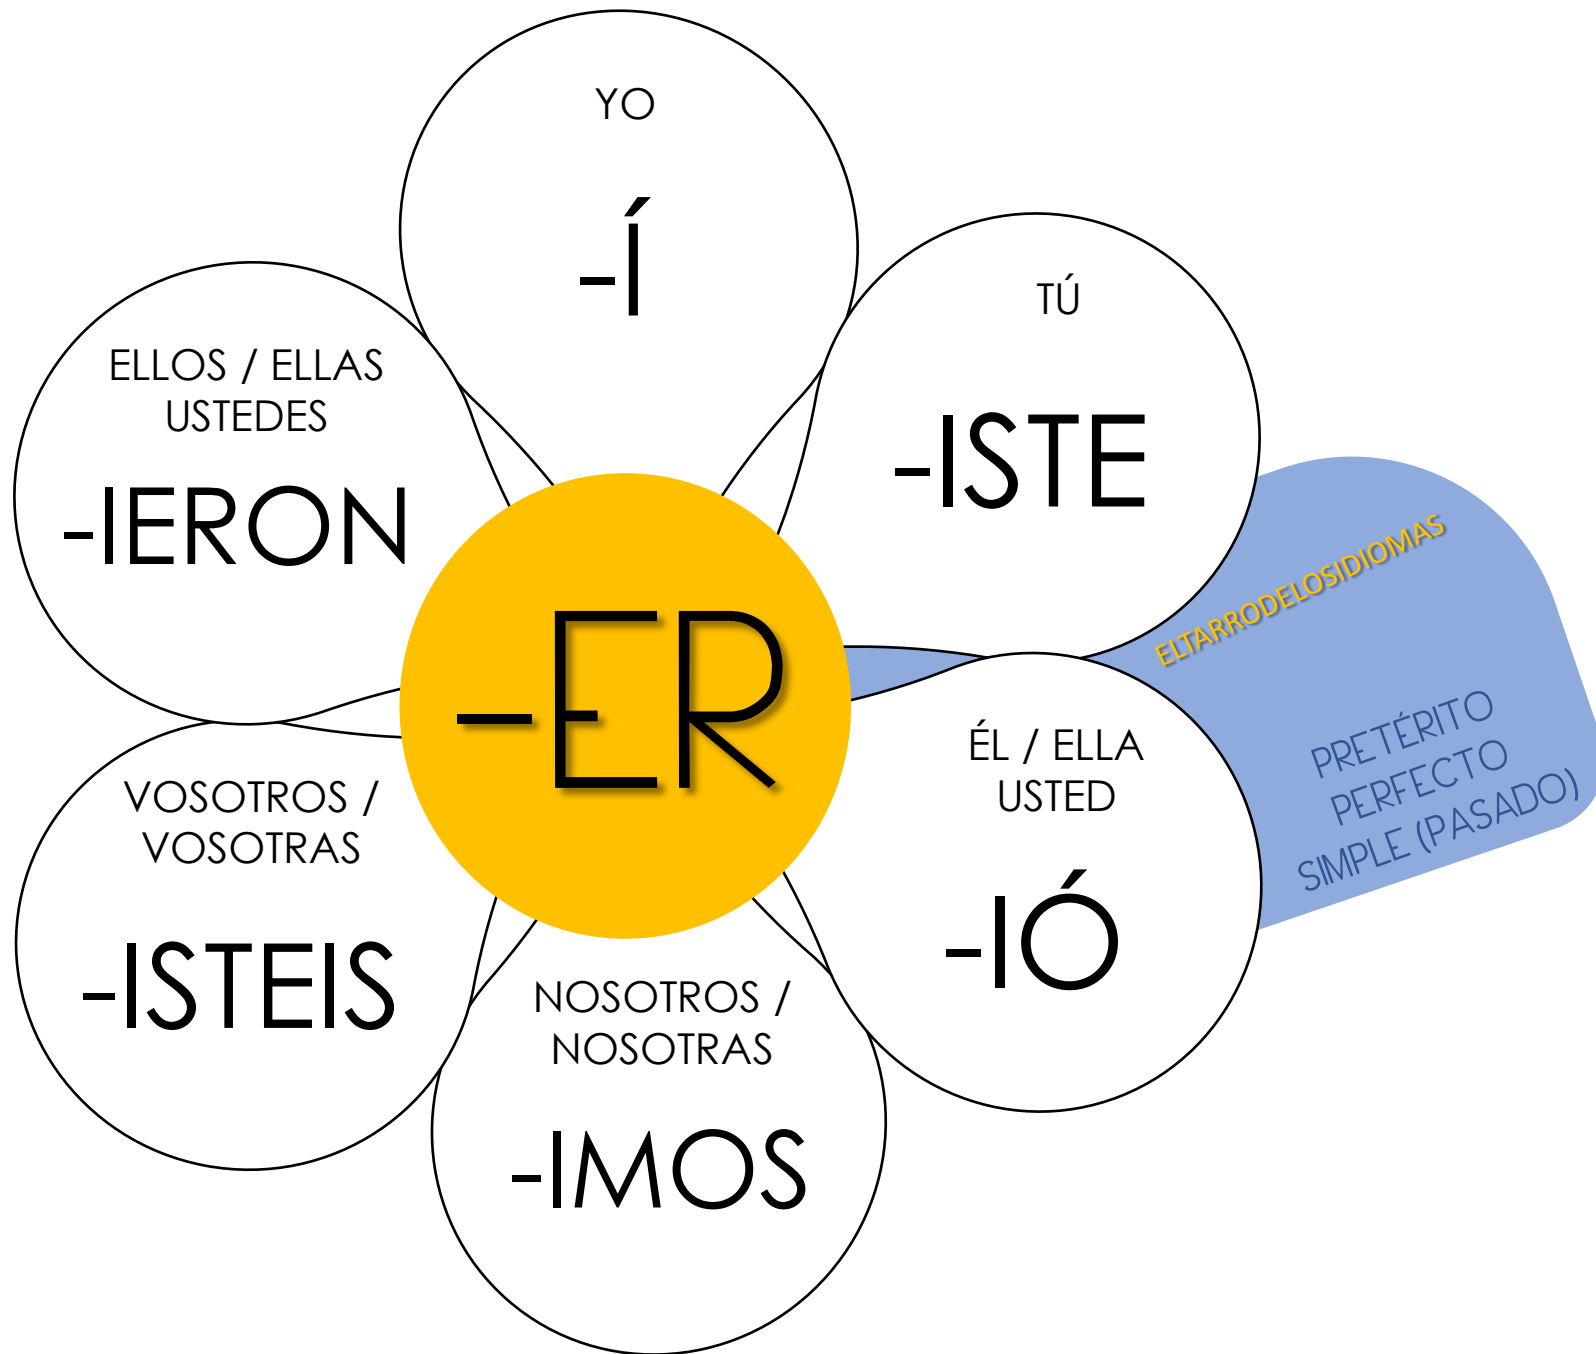 YO
-Í
TÚ
-ISTE
ÉL / ELLA
USTED
-IÓ
NOSOTROS /
NOSOTRAS
-IMOS
VOSOTROS /
VOSOTRAS
-ISTEIS
ELLOS / ELLAS
USTEDES
-IERON
-ER
ELTARRODELOSIDIOMAS
PRETÉRITO
PERFECTO
SIMPLE (PASADO)